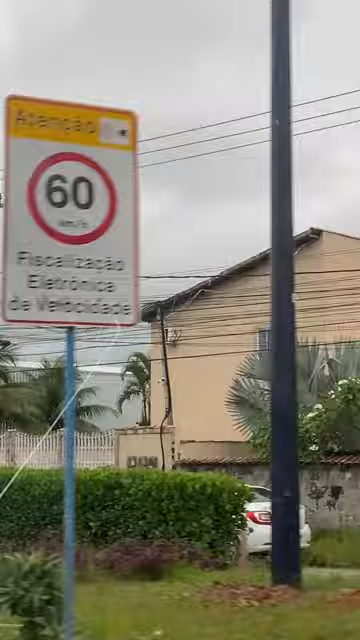 Atenção
60
km/h
Fiscalização
Eletrônica
de Velocidade